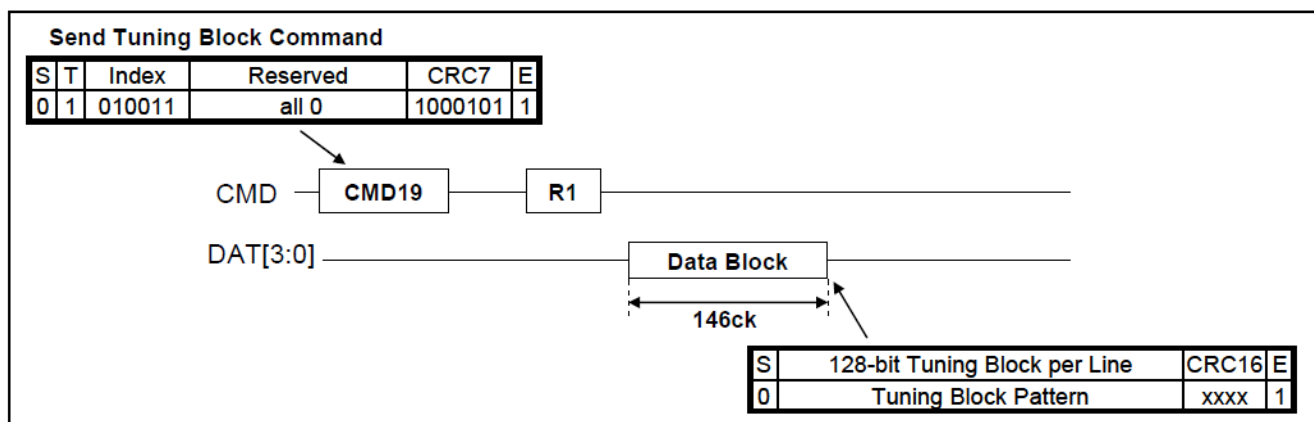 Send Tuning Block Command
S T Index Reserved CRC7 E
0 1 010011 all 0 1000101 1
CMD CMD19 R1
DAT[3:0] Data Block
146ck
S 128-bit Tuning Block per Line CRC16 E
0 Tuning Block Pattern xxxx 1